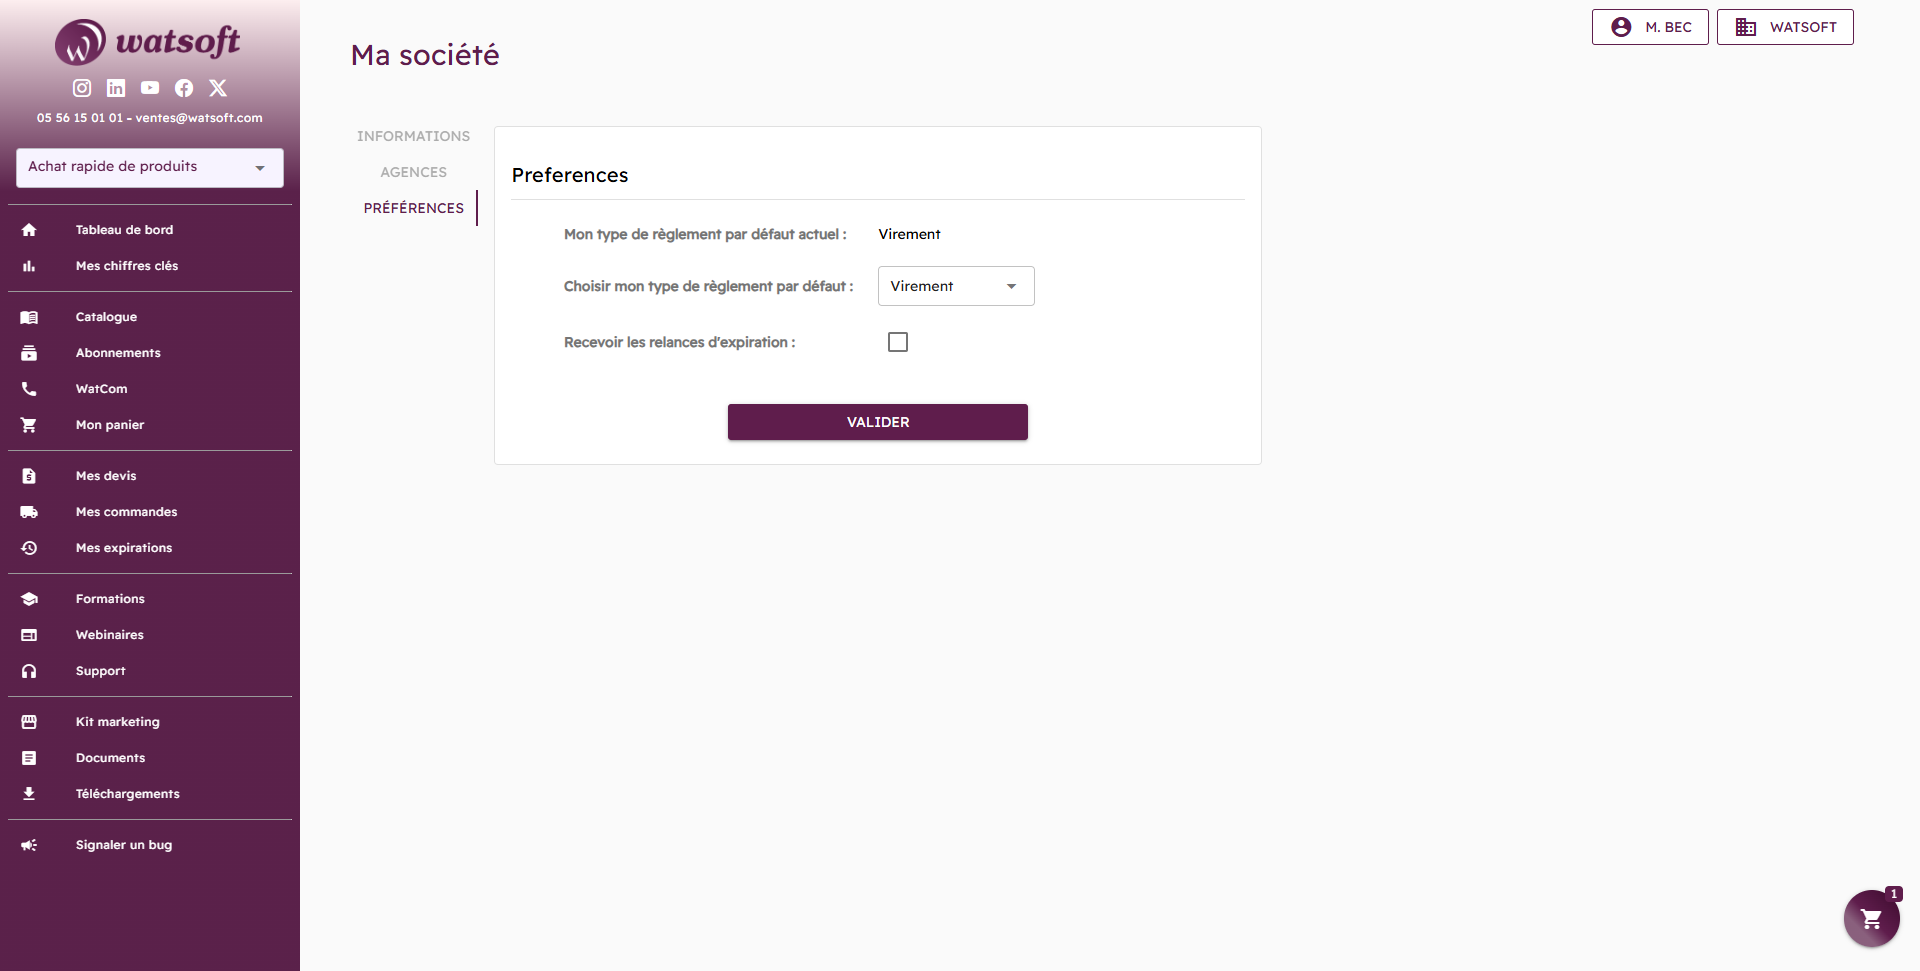 watsoft
05 56 15 01 01 - ventes@watsoft.com
Achat rapide de produits
Tableau de bord
Mes chiffres clés
Catalogue
Abonnements
WatCom
Mon panier
Mes devis
Mes commandes
Mes expirations
Formations
Webinaires
Support
Kit marketing
Documents
Téléchargements
Signaler un bug
M. BEC
WATSOFT
Ma société
INFORMATIONS
AGENCES
PRÉFÉRENCES
Preferences
Mon type de règlement par défaut actuel : Virement
Choisir mon type de règlement par défaut : Virement
Recevoir les relances d'expiration :
VALIDER
1